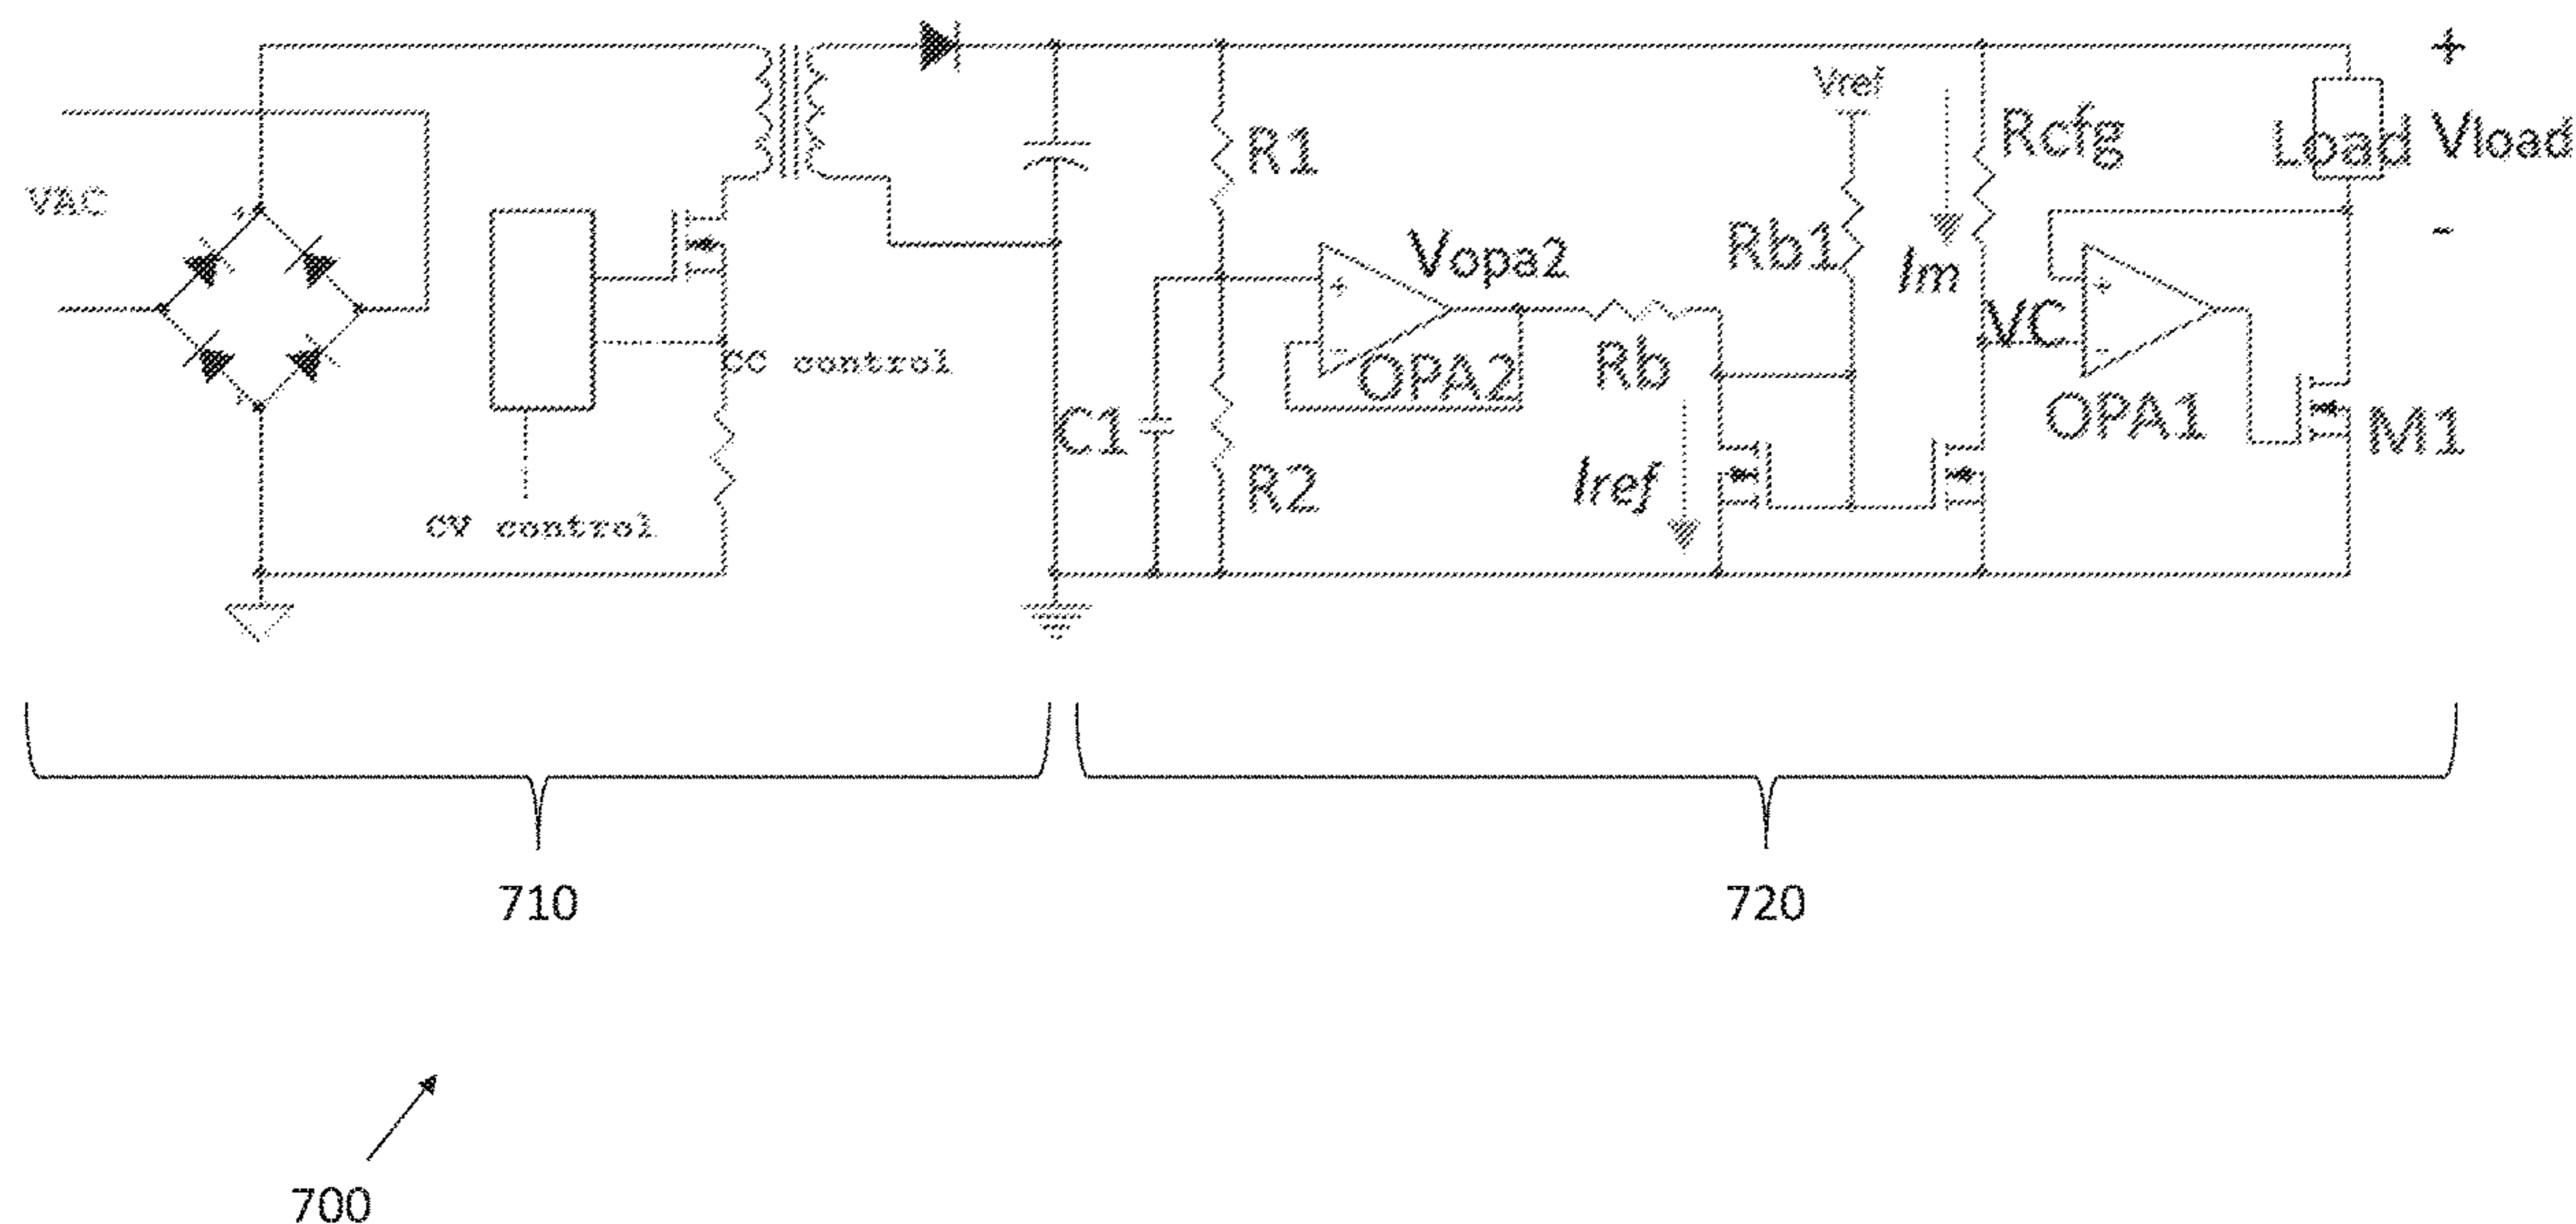 +
Vref
Rcfg
Load
Vload
R1
VAC
Vopa2
Rb1
Im
-
+
+
VC
-
-
CC control
OPA2
Rb
C1
OPA1
M1
R2
Iref
CV control
710
720
700